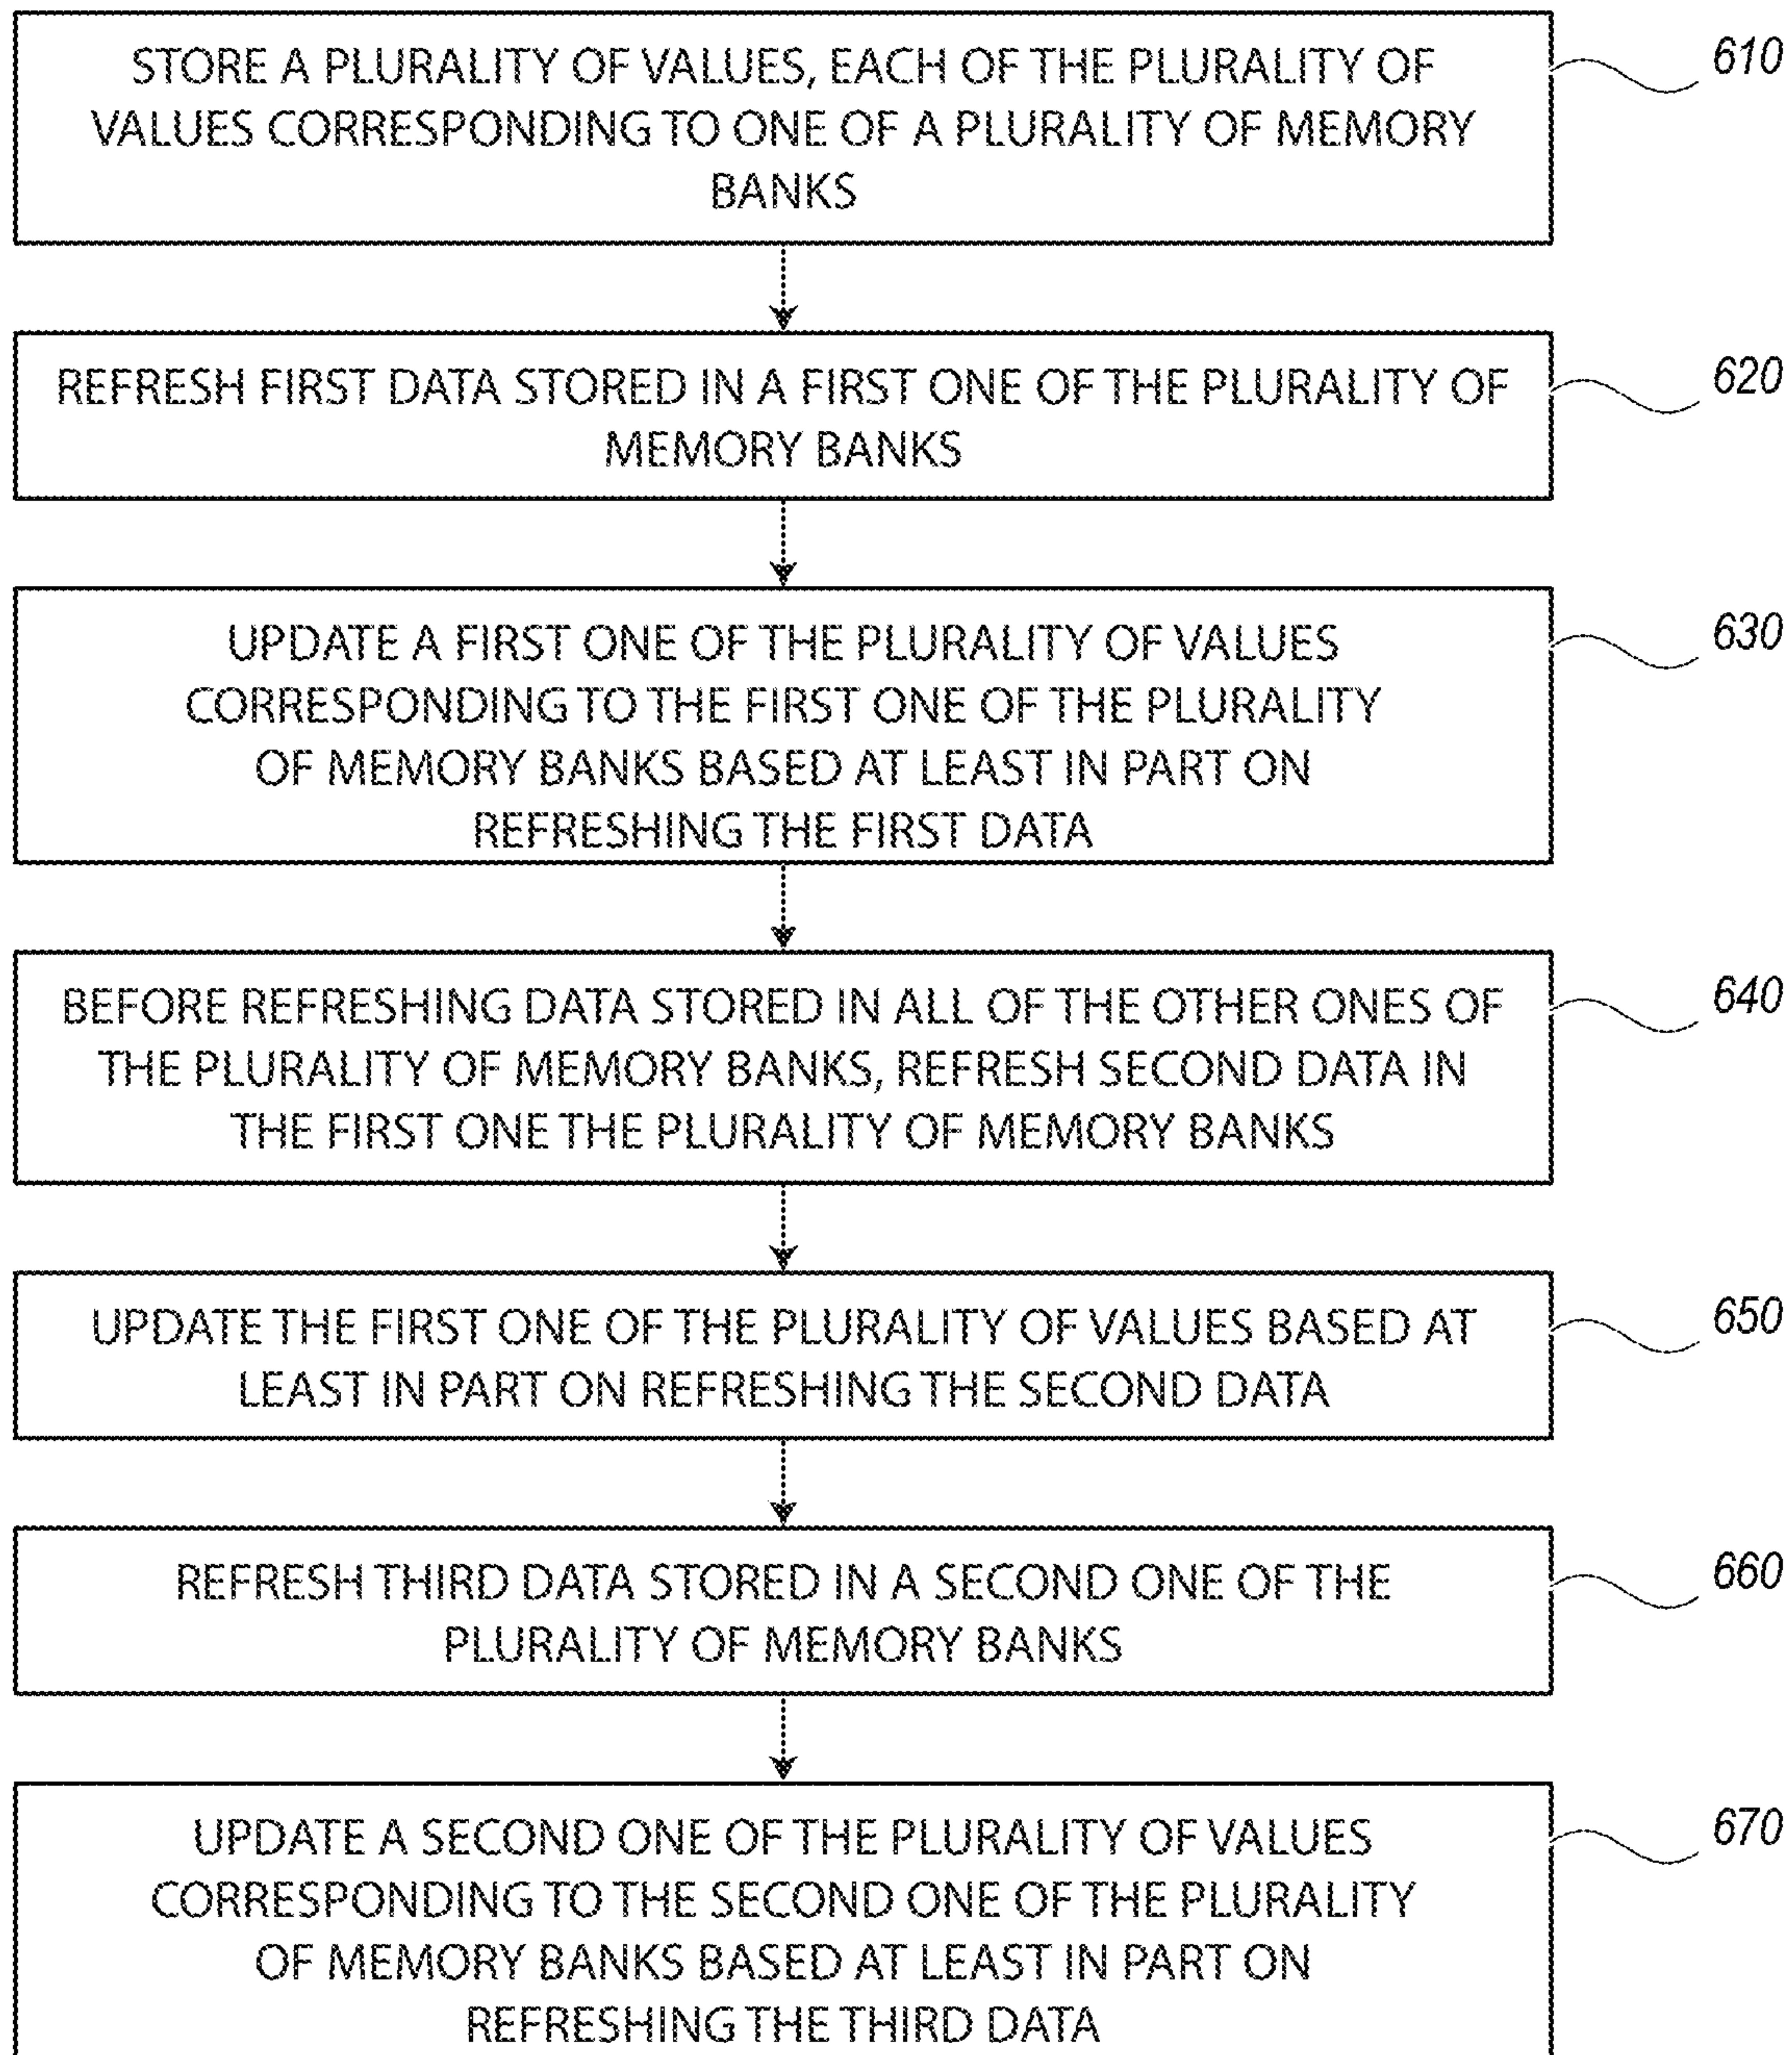 STORE A PLURALITY OF VALUES, EACH OF THE PLURALITY OF
VALUES CORRESPONDING TO ONE OF A PLURALITY OF MEMORY
BANKS
610
REFRESH FIRST DATA STORED IN A FIRST ONE OF THE PLURALITY OF
MEMORY BANKS
620
UPDATE A FIRST ONE OF THE PLURALITY OF VALUES
CORRESPONDING TO THE FIRST ONE OF THE PLURALITY
OF MEMORY BANKS BASED AT LEAST IN PART ON
REFRESHING THE FIRST DATA
630
BEFORE REFRESHING DATA STORED IN ALL OF THE OTHER ONES OF
THE PLURALITY OF MEMORY BANKS, REFRESH SECOND DATA IN
THE FIRST ONE THE PLURALITY OF MEMORY BANKS
640
UPDATE THE FIRST ONE OF THE PLURALITY OF VALUES BASED AT
LEAST IN PART ON REFRESHING THE SECOND DATA
650
REFRESH THIRD DATA STORED IN A SECOND ONE OF THE
PLURALITY OF MEMORY BANKS
660
UPDATE A SECOND ONE OF THE PLURALITY OF VALUES
CORRESPONDING TO THE SECOND ONE OF THE PLURALITY
OF MEMORY BANKS BASED AT LEAST IN PART ON
REFRESHING THE THIRD DATA
670